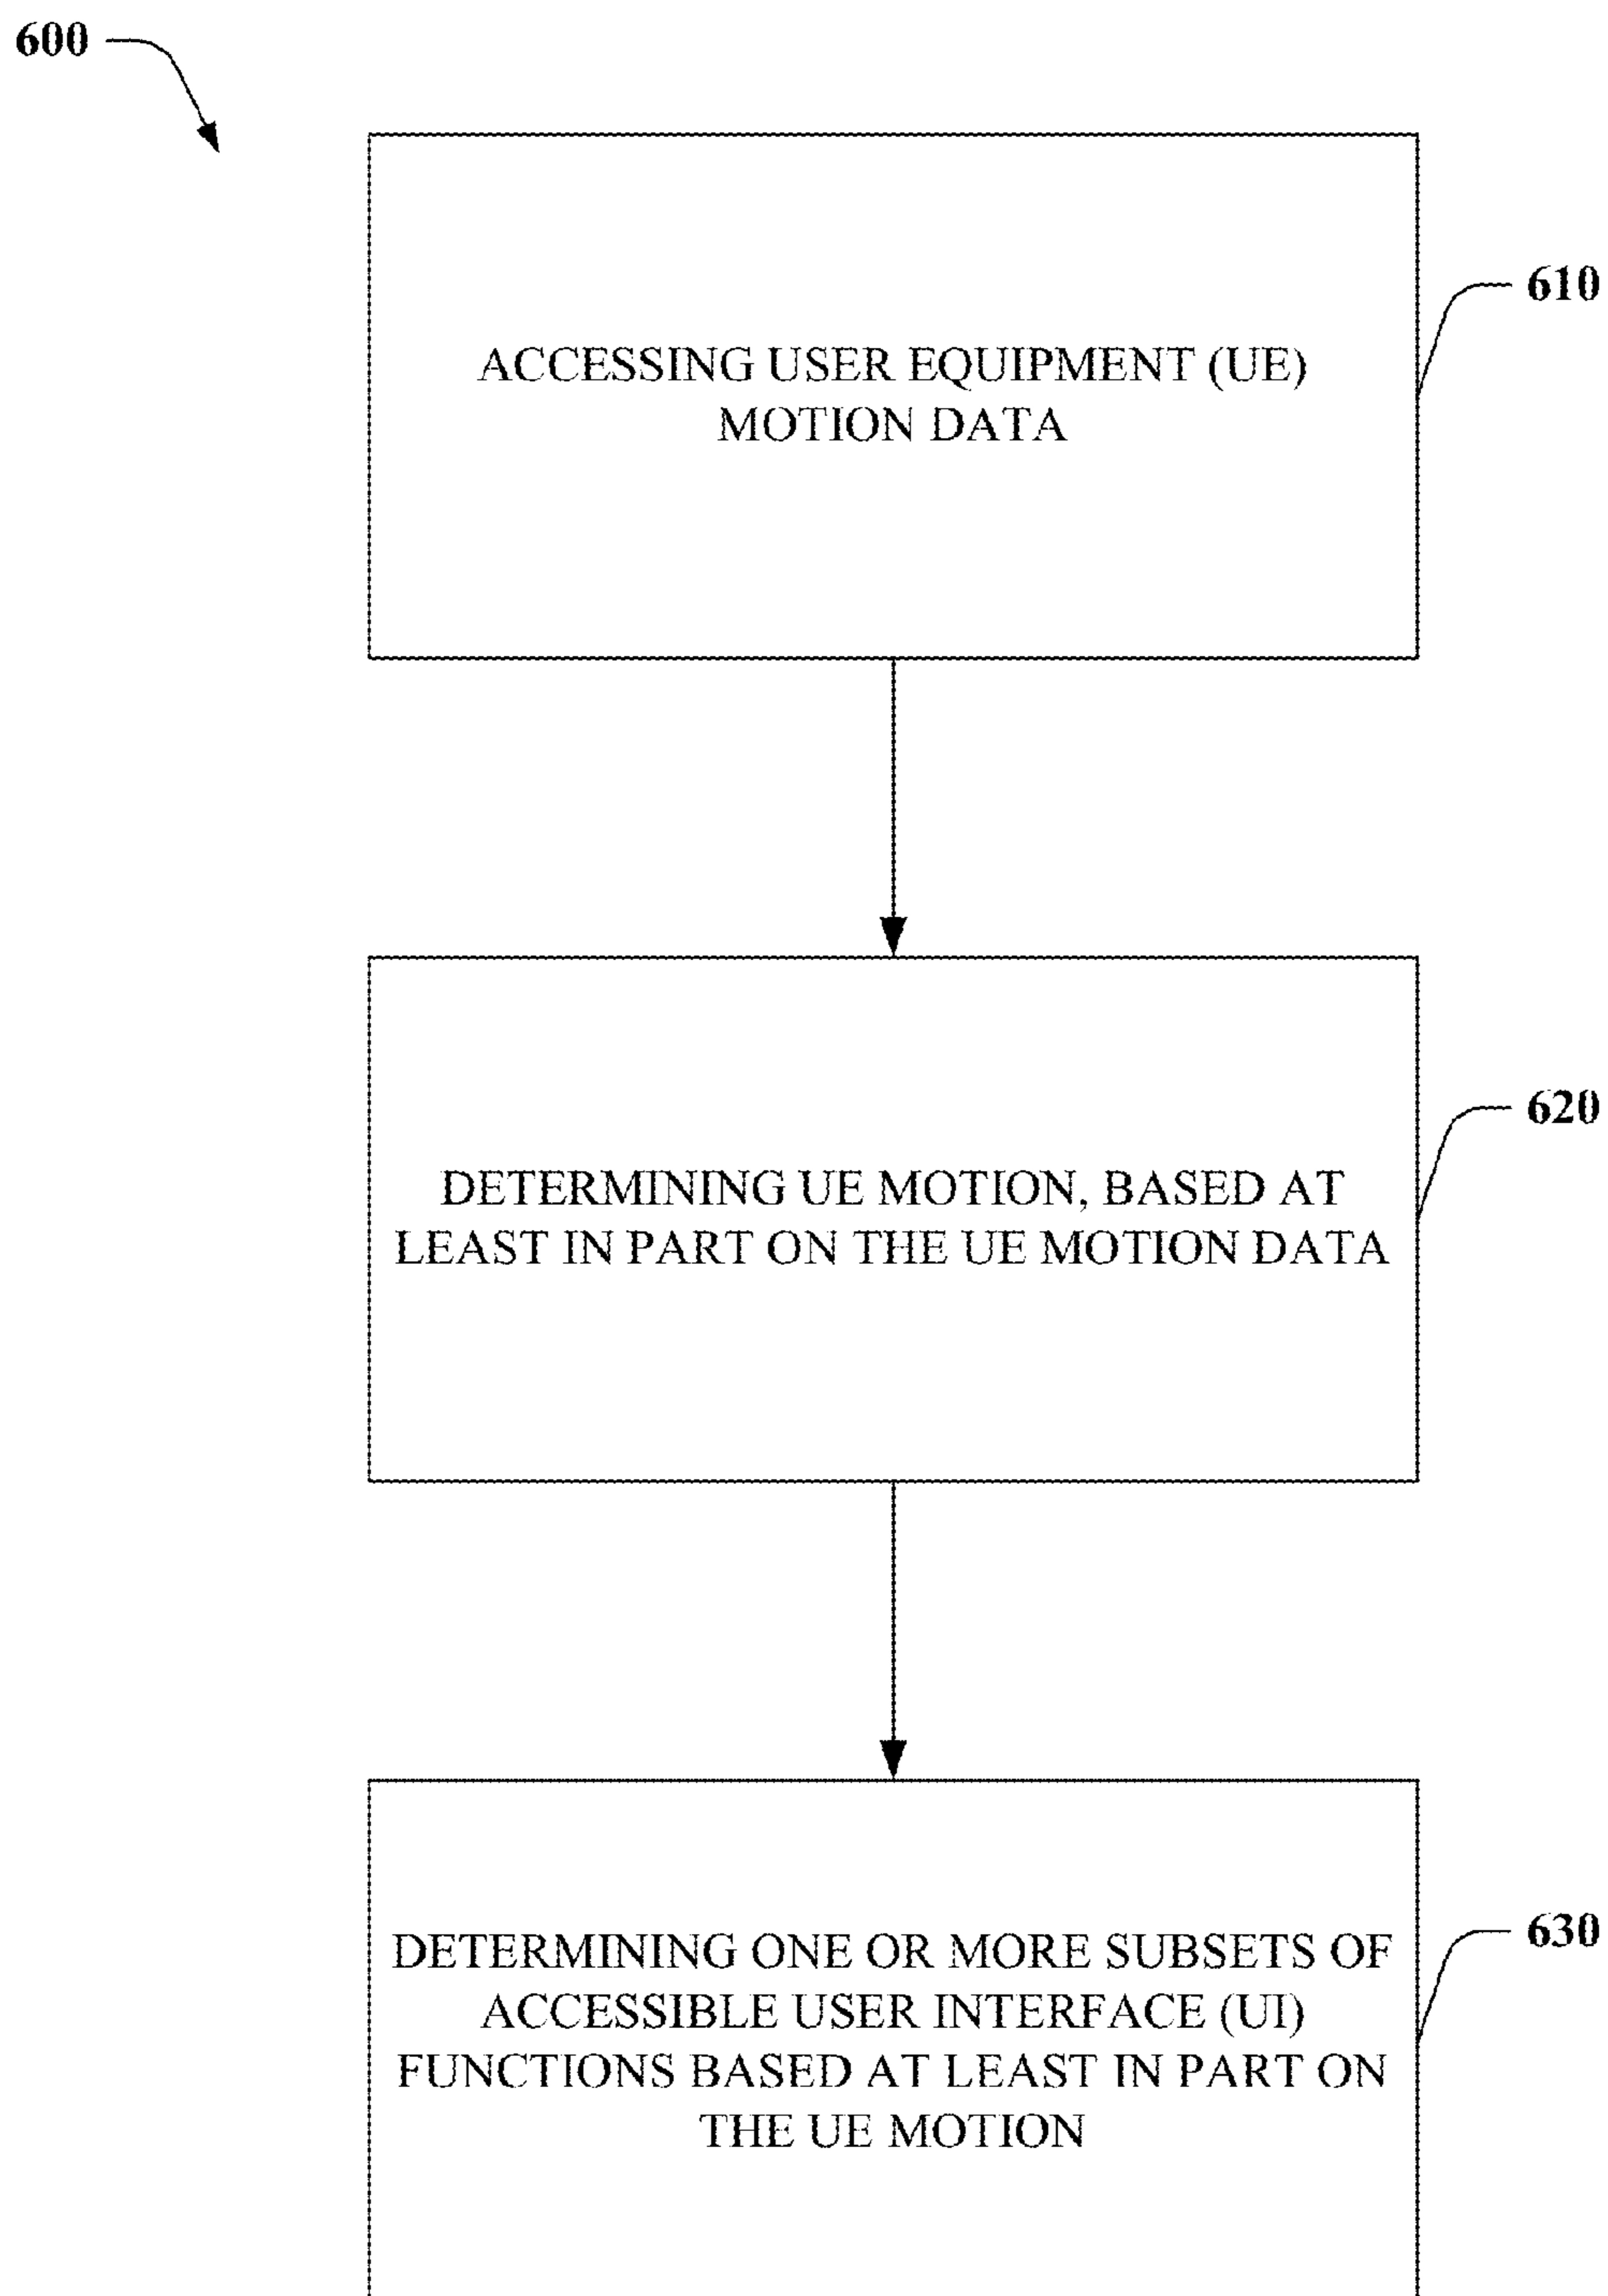 600
610
ACCESSING USER EQUIPMENT (UE)
MOTION DATA
620
DETERMINING UE MOTION, BASED AT
LEAST IN PART ON THE UE MOTION DATA
630
DETERMINING ONE OR MORE SUBSETS OF
ACCESSIBLE USER INTERFACE (UI)
FUNCTIONS BASED AT LEAST IN PART ON
THE UE MOTION